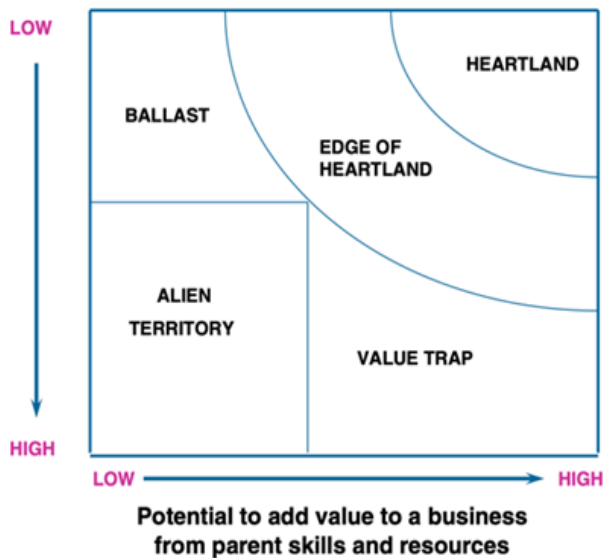 LOW
HEARTLAND
BALLAST
EDGE OF
HEARTLAND
ALIEN
TERRITORY
VALUE TRAP
HIGH
LOW
HIGH
Potential to add value to a business
from parent skills and resources